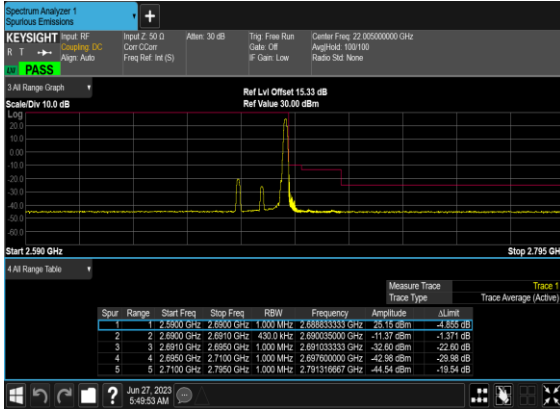 Spectrum Analyzer 1
Spurious Emissions
KEYSIGHT Input: RF Input Z: 50 Ω Atten: 30 dB Trig: Free Run Center Freq: 22.005000000 GHz
R T Coupling: DC Corr CCorr Gate: Off Avg|Hold: 100/100
Align: Auto Freq Ref: Int (S) IF Gain: Low Radio Std: None
PASS
3 All Range Graph
Ref Lvl Offset 15.33 dB
Scale/Div 10.0 dB Ref Value 30.00 dBm
Log
20.0
10.0
0.00
-10.0
-20.0
-30.0
-40.0
-50.0
-60.0
Start 2.590 GHz Stop 2.795 GH
4 All Range Table
Measure Trace Trace 1
Trace Type Trace Average (Active)
Spur Range Start Freq Stop Freq RBW Frequency Amplitude ΔLimit
1 1 2.5900 GHz 2.6900 GHz 1.000 MHz 2.688833333 GHz 25.15 dBm -4.855 dB
2 2 2.6900 GHz 2.6910 GHz 430.0 kHz 2.690035000 GHz -11.37 dBm -1.371 dB
3 3 2.6910 GHz 2.6950 GHz 1.000 MHz 2.691033333 GHz -32.60 dBm -22.60 dB
4 4 2.6950 GHz 2.7100 GHz 1.000 MHz 2.697600000 GHz -42.98 dBm -29.98 dB
5 5 2.7100 GHz 2.7950 GHz 1.000 MHz 2.791316667 GHz -44.54 dBm -19.54 dB
Jun 27, 2023
5:49:53 AM